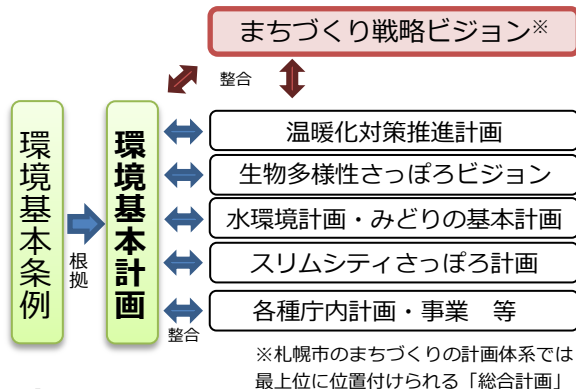 まちづくり戦略ビジョン※
整合
環境基本条例
根拠
環境基本計画
温暖化対策推進計画
生物多様性さっぽろビジョン
水環境計画・みどりの基本計画
スリムシティさっぽろ計画
各種庁内計画・事業　等
整合
※札幌市のまちづくりの計画体系では
最上位に位置付けられる「総合計画」